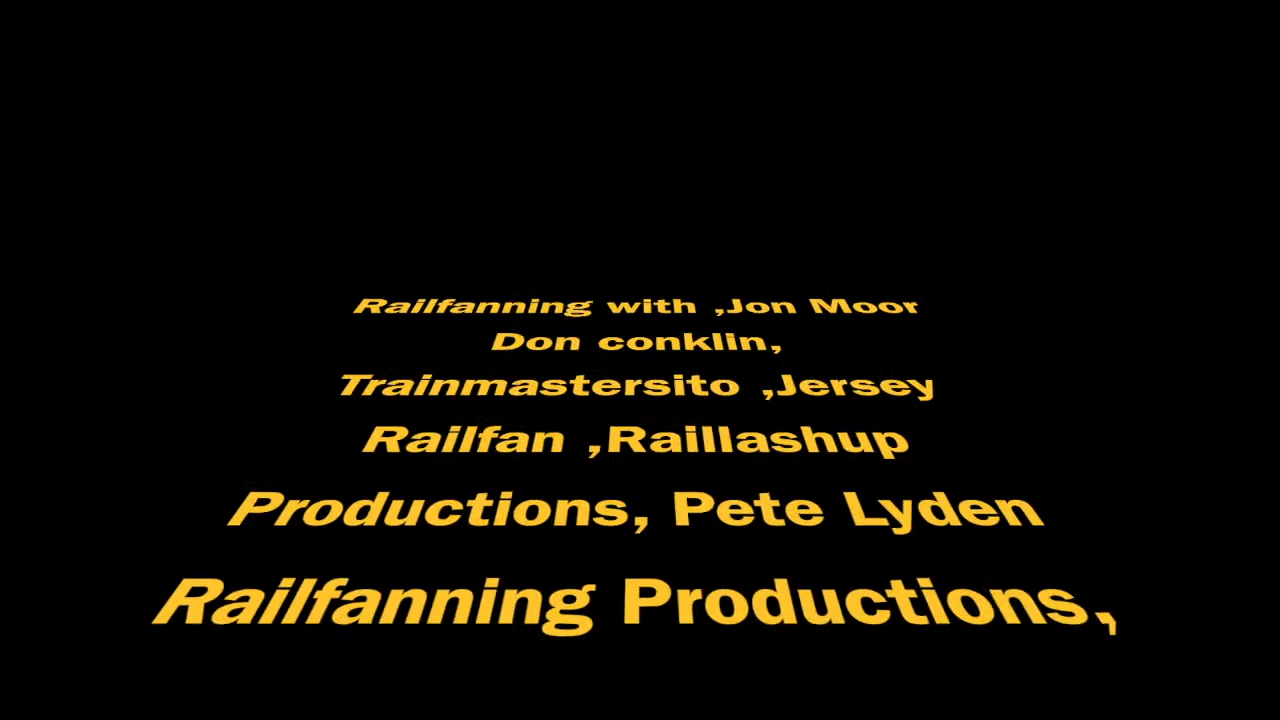 Railfanning with ,Jon Moor
Don conklin,
Trainmastersito ,Jersey
Railfan ,Raillashup
Productions, Pete Lyden
Railfanning Productions,